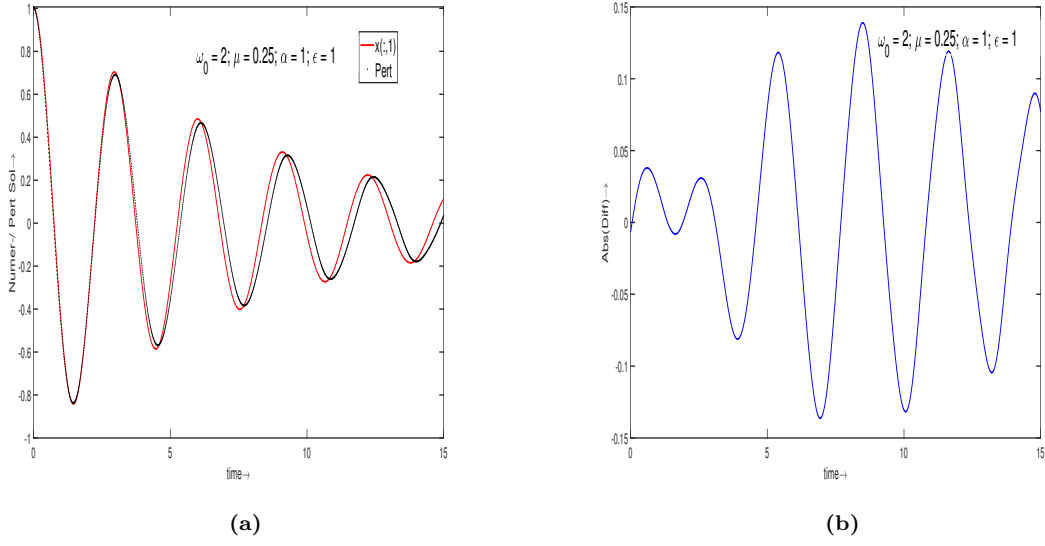 1
0.8
0.6
0.4
0.2
0
-0.2
-0.4
-0.6
-0.8
-1
Numer-/ Pert Sol→
ω0 = 2; μ = 0.25; α = 1; ϵ = 1
x(:,1)
Pert
0
5
10
15
time→
(a)
0.15
0.1
0.05
0
-0.05
-0.1
-0.15
Abs(Diff)→
ω0 = 2; μ = 0.25; α = 1; ϵ = 1
0
5
10
15
time→
(b)